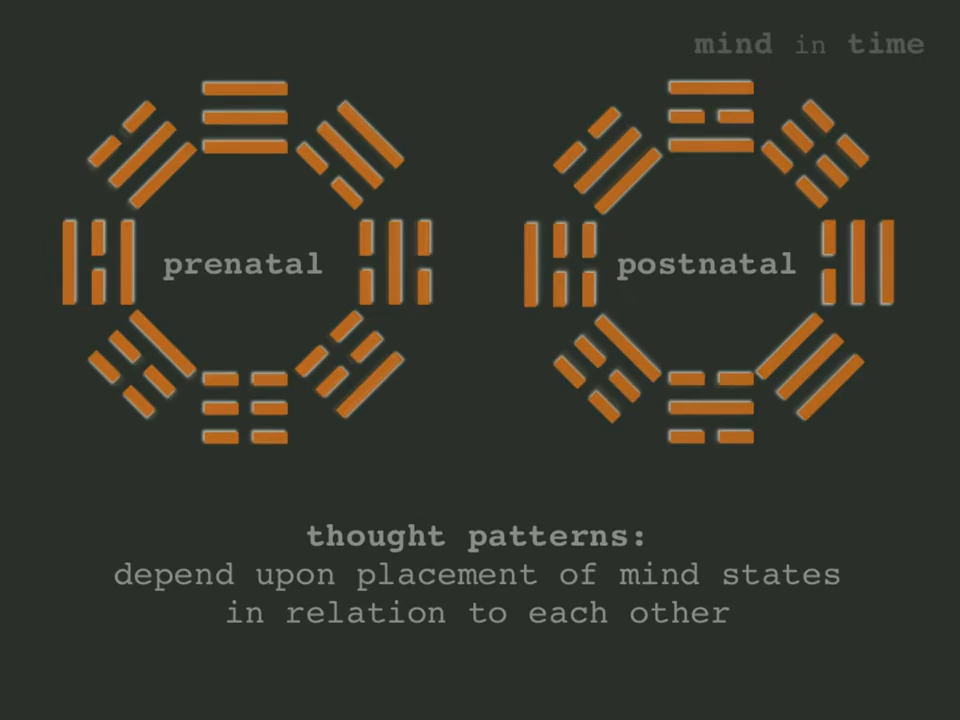 mind in time
prenatal
postnatal
thought patterns:
depend upon placement of mind states
in relation to each other